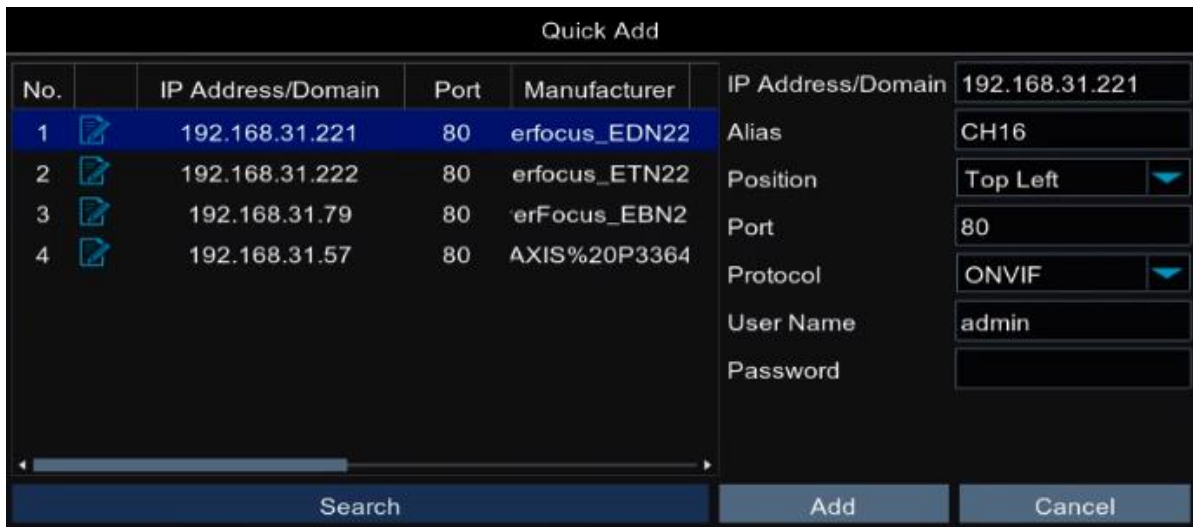 Quick Add
No. IP Address/Domain Port Manufacturer
1 192.168.31.221 80 erfocus_EDN22
2 192.168.31.222 80 erfocus_ETN22
3 192.168.31.79 80 erFocus_EBN2
4 192.168.31.57 80 AXIS%20P3364
IP Address/Domain 192.168.31.221
Alias CH16
Position Top Left
Port 80
Protocol ONVIF
User Name admin
Password
Search Add Cancel